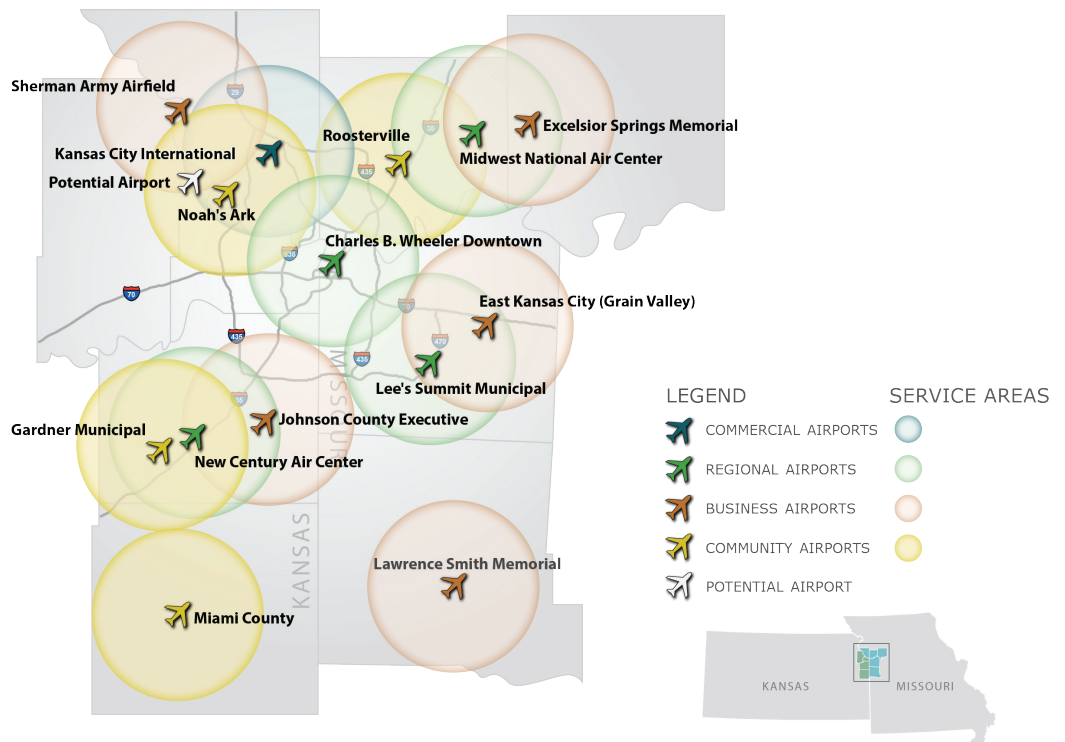 Sherman Army Airfield
29
Excelsior Springs Memorial
35
Roosterville
Kansas City International
Midwest National Air Center
435
Potential Airport
Noah's Ark
Charles B. Wheeler Downtown
70
East Kansas City (Grain Valley)
435
470
435
MISSOURI
Lee's Summit Municipal
LEGEND
SERVICE AREAS
35
Johnson County Executive
Gardner Municipal
COMMERCIAL AIRPORTS
New Century Air Center
REGIONAL AIRPORTS
BUSINESS AIRPORTS
KANSAS
COMMUNITY AIRPORTS
Lawrence Smith Memorial
POTENTIAL AIRPORT
Miami County
KANSAS
MISSOURI